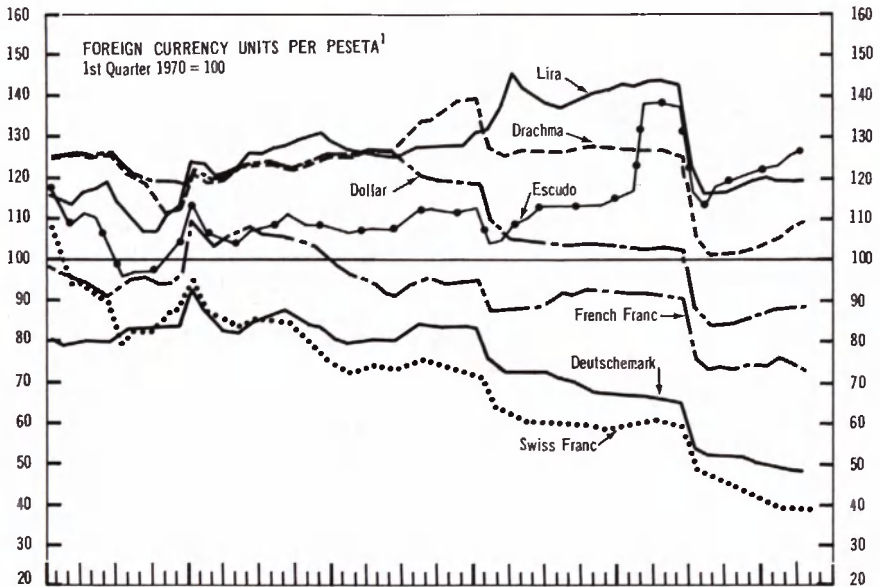 160 160
150 FOREIGN CURRENCY UNITS PER PESETA¹ 150
1st Quarter 1970 = 100
Lira
140 140
Drachma
130 130
120 120
Dollar Escudo
110 110
100 100
90 90
French Franc
80 80
Deutschemark
70 70
60 60
Swiss Franc
50 50
40 40
30 30
20 20